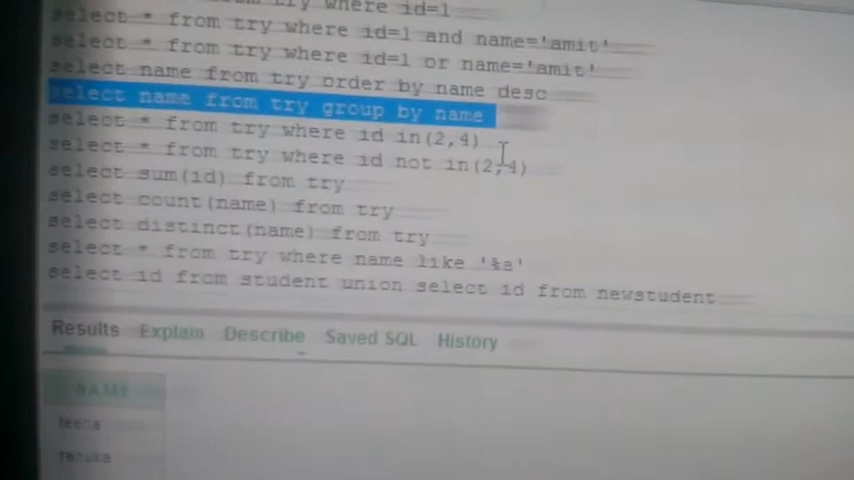 try where id=1
select * from try where id=1 and name='amit'
select * from try where id=1 or name='amit'
select name from try order by name desc
select name from try group by name
select * from try where id in(2,4)
select * from try where id not in(2,4)
select sum(id) from try
select count(name) from try
select distinct(name) from try
select * from try where name like '%a'
select id from student union select id from newstudent
Results Explain Describe Saved SQL History
NAME
teena
renuka